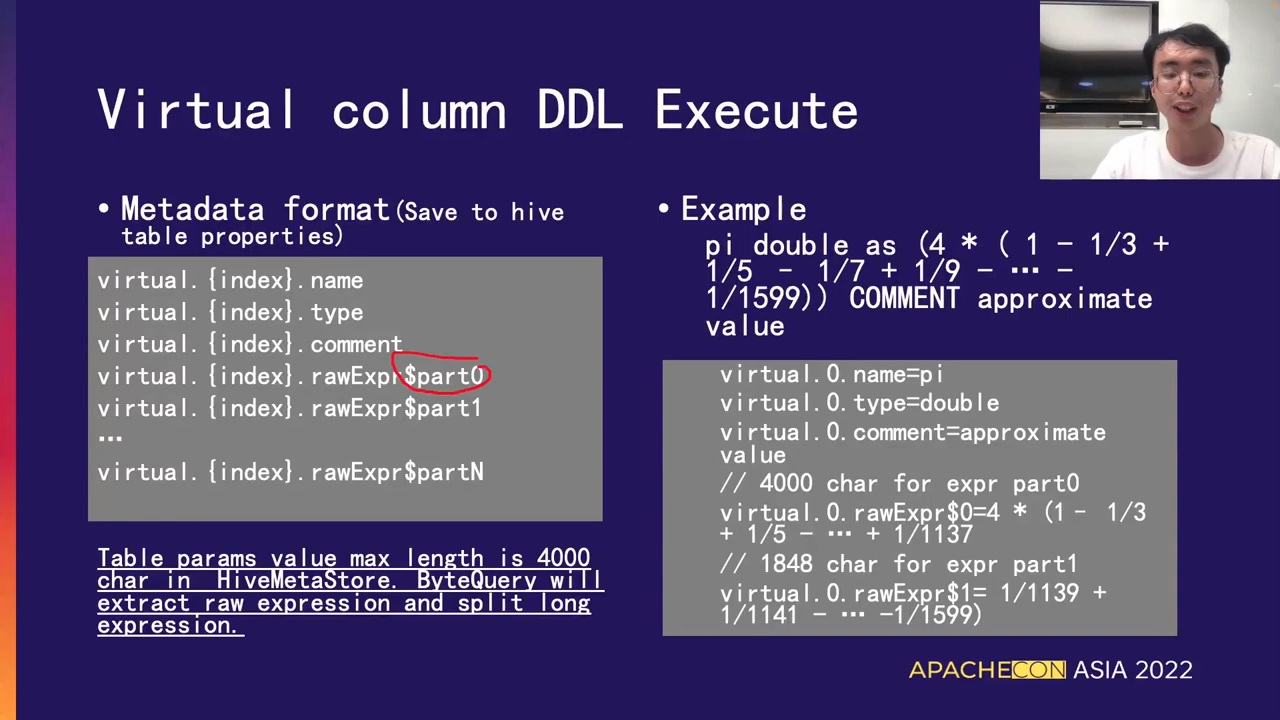 Virtual column DDL Execute
• Metadata format(Save to hive
table properties)
virtual.{index}.name
virtual.{index}.type
virtual.{index}.comment
virtual.{index}.rawExpr$part0
virtual.{index}.rawExpr$part1
…
virtual.{index}.rawExpr$partN
Table params value max length is 4000
char in HiveMetaStore. ByteQuery will
extract raw expression and split long
expression.
• Example
pi double as (4 * ( 1 - 1/3 +
1/5 - 1/7 + 1/9 - … -
1/1599)) COMMENT approximate
value
virtual.0.name=pi
virtual.0.type=double
virtual.0.comment=approximate
value
// 4000 char for expr part0
virtual.0.rawExpr$0=4 * (1 - 1/3
+ 1/5 - … + 1/1137
// 1848 char for expr part1
virtual.0.rawExpr$1= 1/1139 +
1/1141 - … -1/1599)
APACHECON ASIA 2022